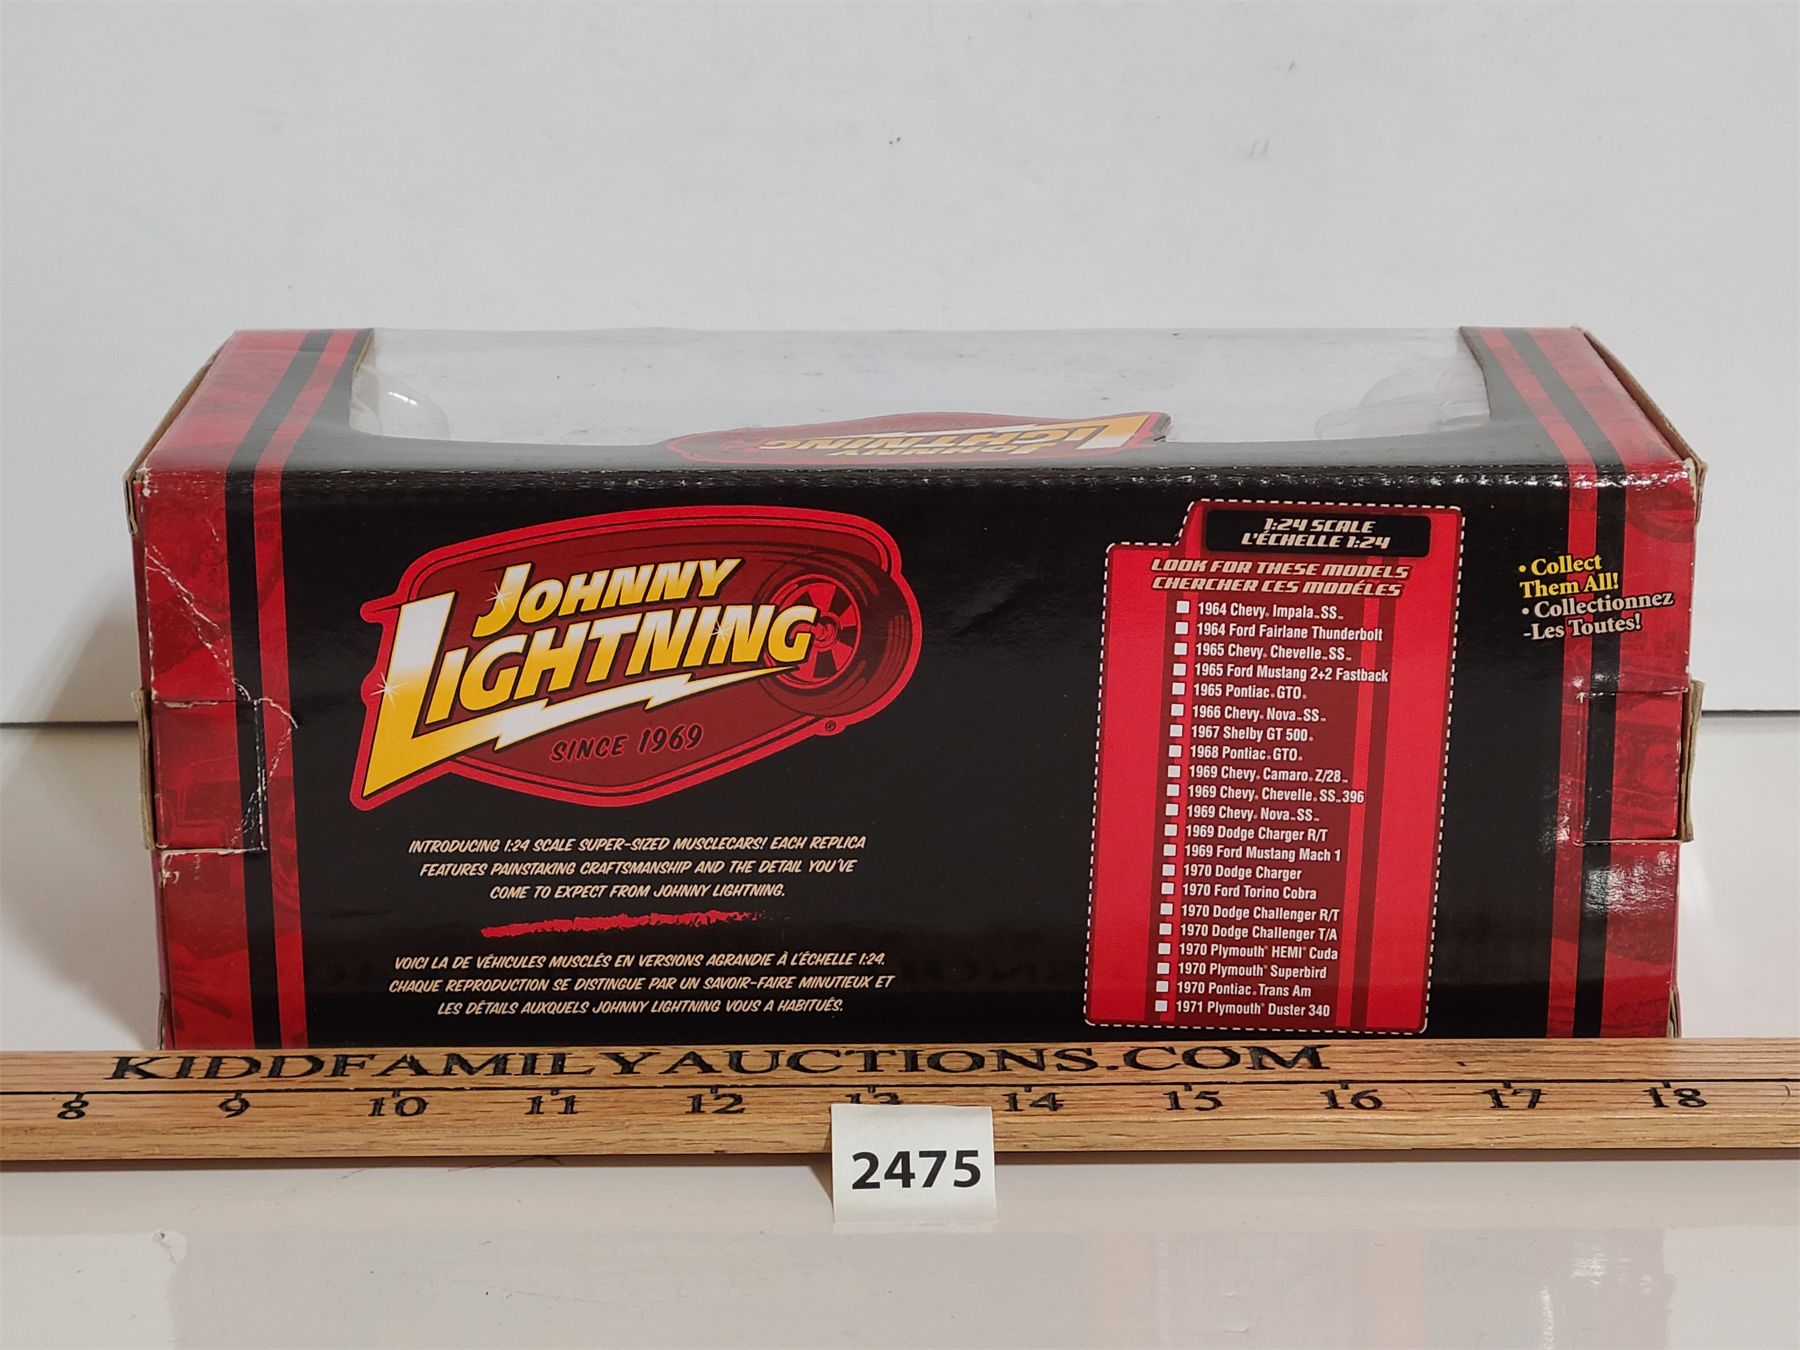 JOHNNY
LIGHTNING
JOHNNY
LIGHTNING
SINCE 1969
®
INTRODUCING 1:24 SCALE SUPER-SIZED MUSCLECARS! EACH REPLICA
FEATURES PAINSTAKING CRAFTSMANSHIP AND THE DETAIL YOU'VE
COME TO EXPECT FROM JOHNNY LIGHTNING.
VOICI LA DE VÉHICULES MUSCLÉS EN VERSIONS AGRANDIE À L'ÉCHELLE 1:24.
CHAQUE REPRODUCTION SE DISTINGUE PAR UN SAVOIR-FAIRE MINUTIEUX ET
LES DÉTAILS AUXQUELS JOHNNY LIGHTNING VOUS A HABITUÉS.
1:24 SCALE
L'ÉCHELLE 1:24
LOOK FOR THESE MODELS
CHERCHER CES MODÉLES
1964 Chevy Impala SS
1964 Ford Fairlane Thunderbolt
1965 Chevy Chevelle SS
1965 Ford Mustang 2+2 Fastback
1965 Pontiac GTO
1966 Chevy Nova SS
1967 Shelby GT 500
1968 Pontiac GTO
1969 Chevy Camaro Z/28
1969 Chevy Chevelle SS 396
1969 Chevy Nova SS
1969 Dodge Charger R/T
1969 Ford Mustang Mach 1
1970 Dodge Charger
1970 Ford Torino Cobra
1970 Dodge Challenger R/T
1970 Dodge Challenger T/A
1970 Plymouth HEMI Cuda
1970 Plymouth Superbird
1970 Pontiac Trans Am
1971 Plymouth Duster 340
• Collect
Them All!
• Collectionnez
-Les Toutes!
KIDDFAMILYAUCTIONS.COM
8 9 10 11 12 13 14 15 16 17 18
2475